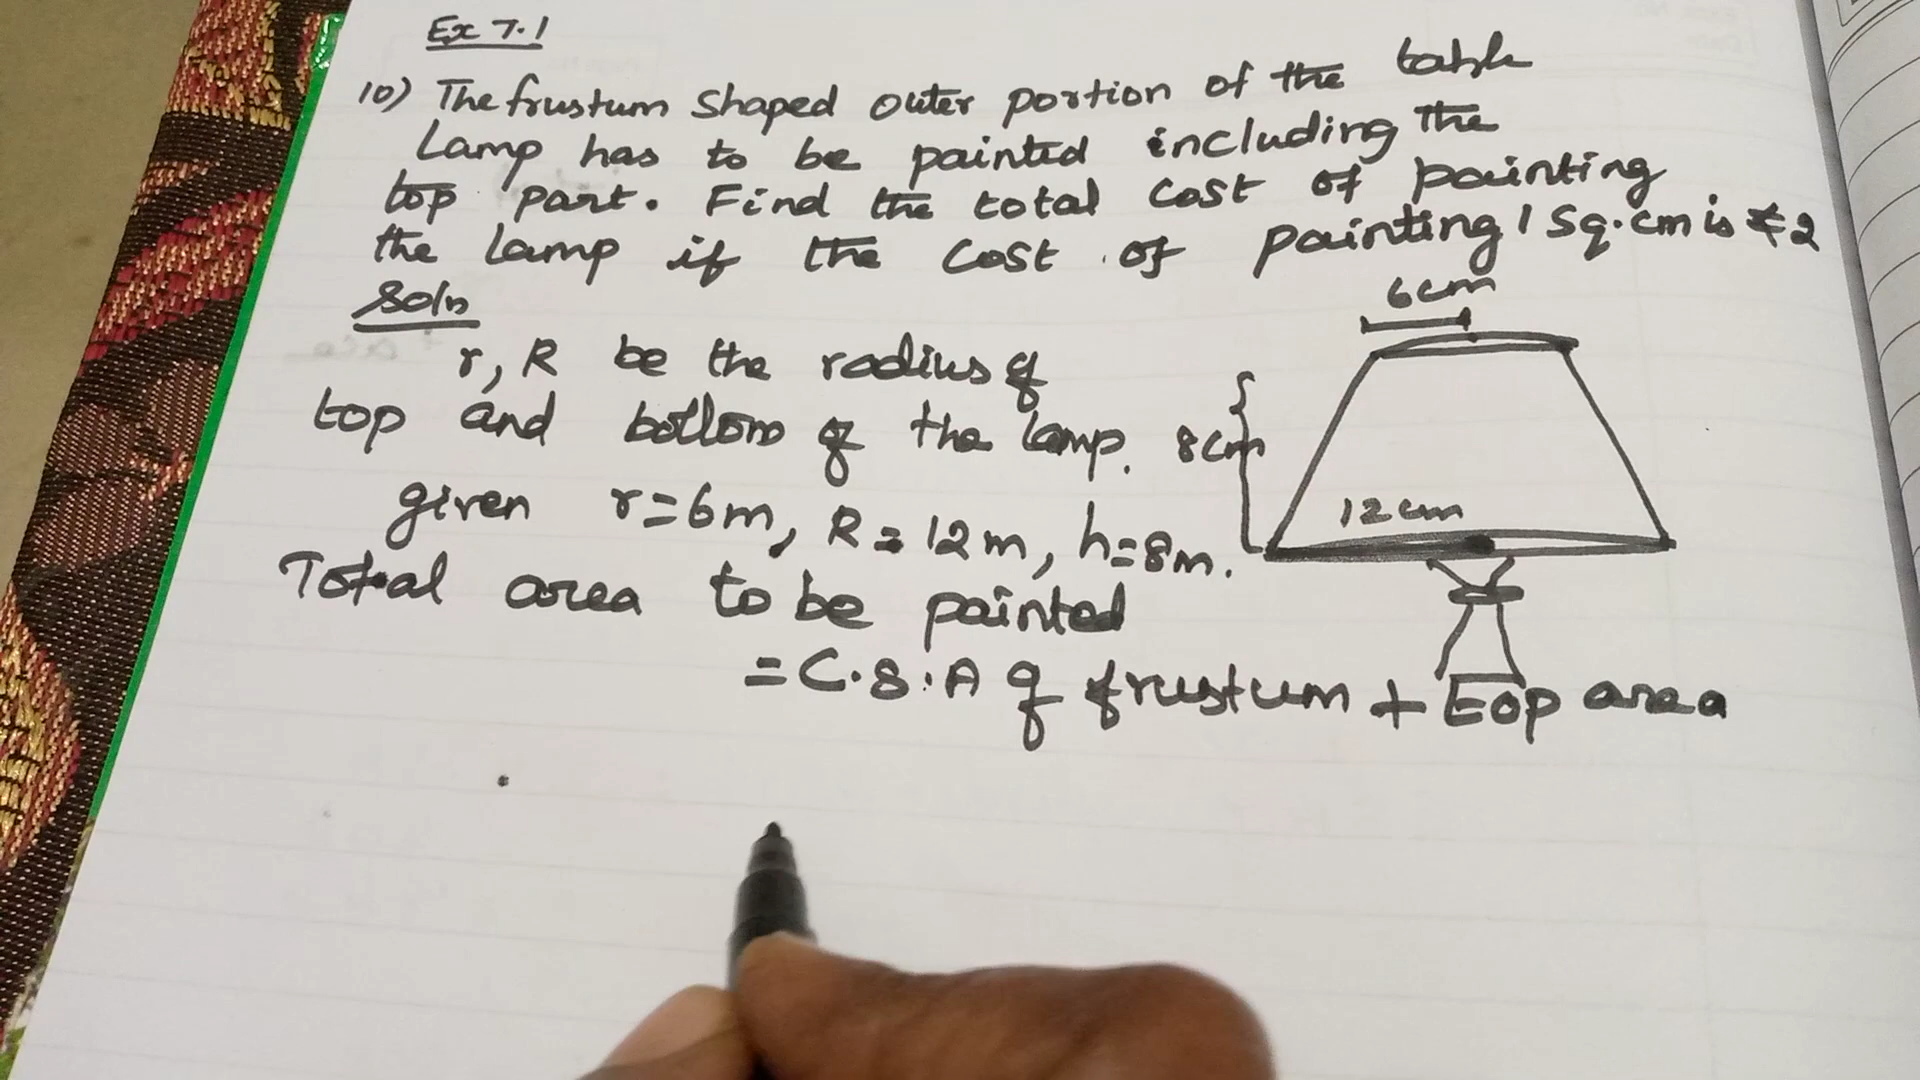 Ex 7.1
10) The frustum shaped outer portion of the table
Lamp has to be painted including the
top part. Find the total cost of painting
the lamp if the cost of painting 1 Sq.cm is ₹2
Soln
6cm
r, R be the radius of
top and bottom of the lamp.
8cm
12cm
given r=6m, R=12m, h=8m.
Total area to be painted
=C.S.A of frustum + Top area